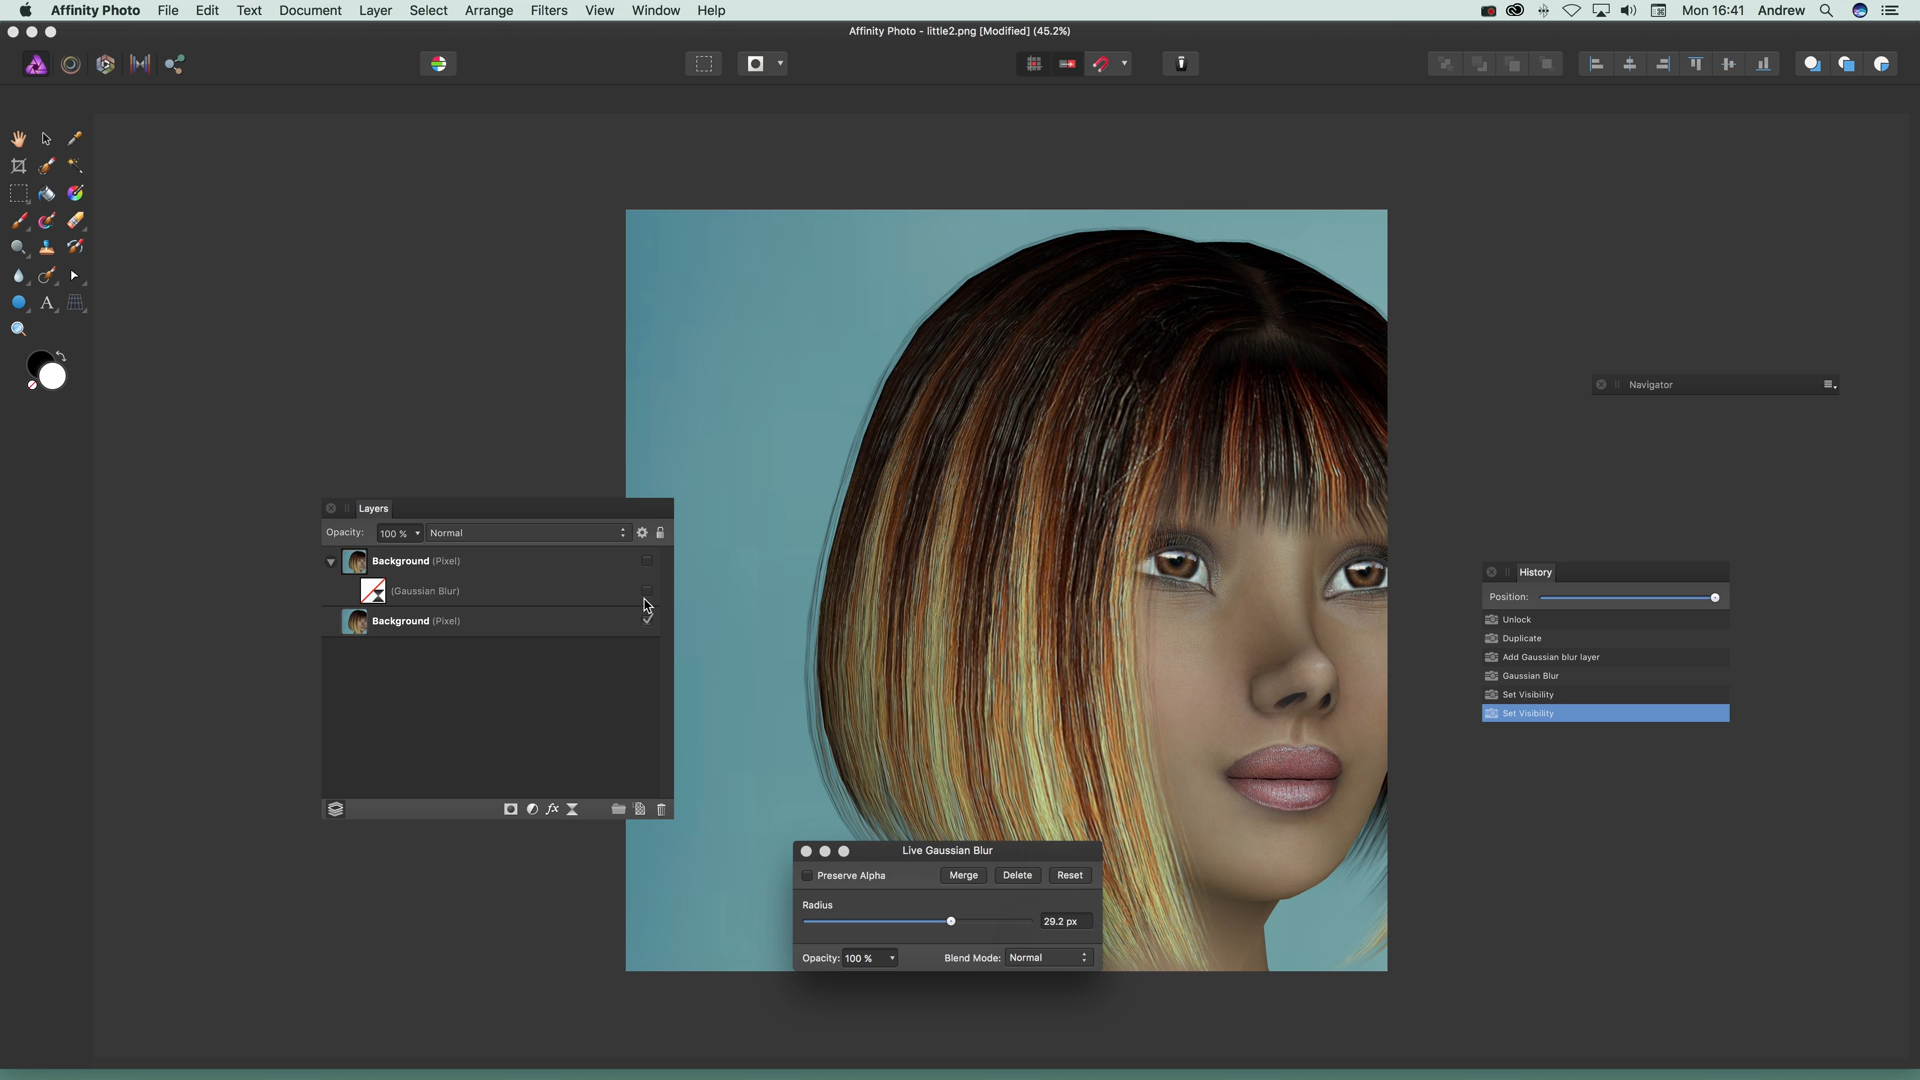 Affinity Photo File Edit Text Document Layer Select Arrange Filters View Window Help Mon 16:41 Andrew
Affinity Photo - little2.png [Modified] (45.2%)
Navigator
Layers
Opacity: 100 % Normal
Background (Pixel)
(Gaussian Blur)
Background (Pixel)
History
Position:
Unlock
Duplicate
Add Gaussian blur layer
Gaussian Blur
Set Visibility
Set Visibility
Live Gaussian Blur
Preserve Alpha Merge Delete Reset
Radius
29.2 px
Opacity: 100 % Blend Mode: Normal